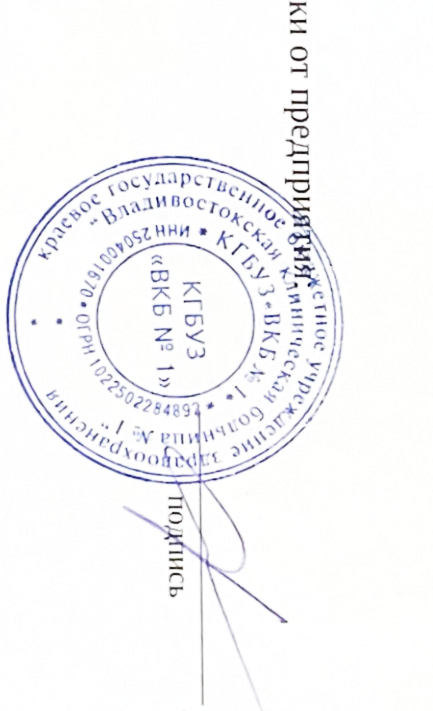 ки от предприятия.
краевое государственное бюджетное учреждение здравоохранения
"Владивостокская клиническая больница № 1"
* КГБУЗ «ВКБ № 1» *
ИНН 2504001670 * ОГРН 1022502284892
КГБУЗ
«ВКБ № 1»
подпись